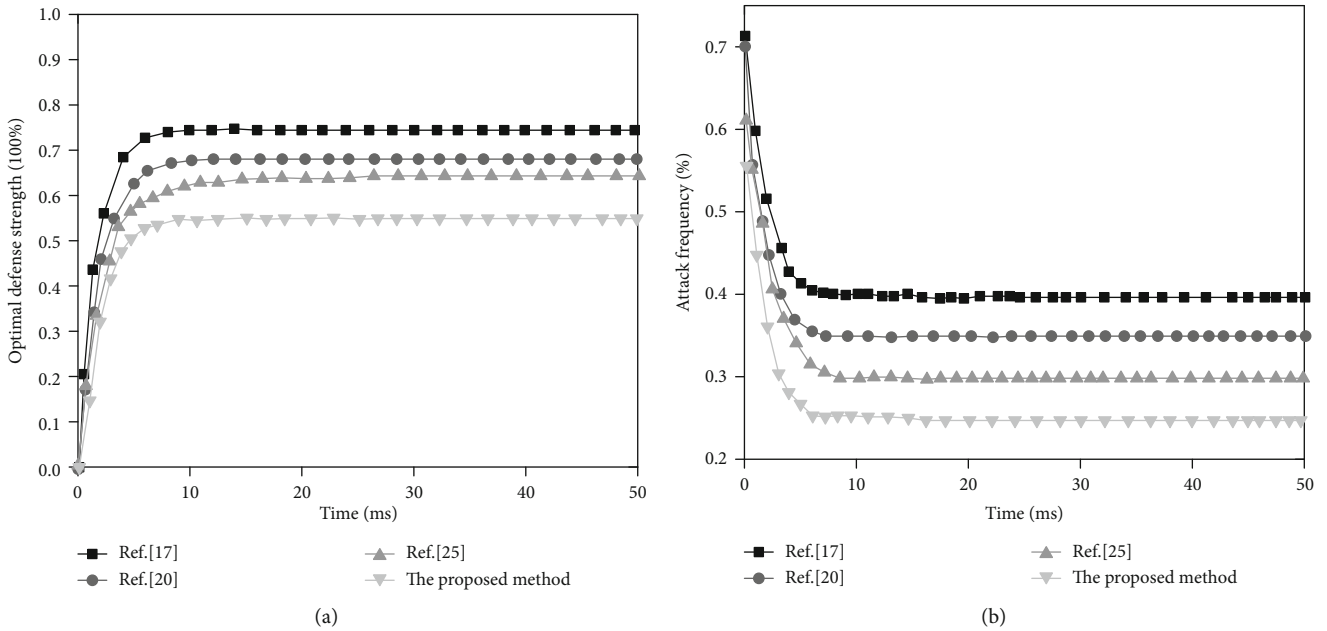 1.0
0.9
0.8
0.7
0.6
0.5
0.4
0.3
0.2
0.1
0.0
Optimal defense strength (100%)
0 10 20 30 40 50
Time (ms)
Ref.[17]
Ref.[20]
Ref.[25]
The proposed method
(a)
0.7
0.6
0.5
0.4
0.3
0.2
Attack frequency (%)
0 10 20 30 40 50
Time (ms)
Ref.[17]
Ref.[20]
Ref.[25]
The proposed method
(b)